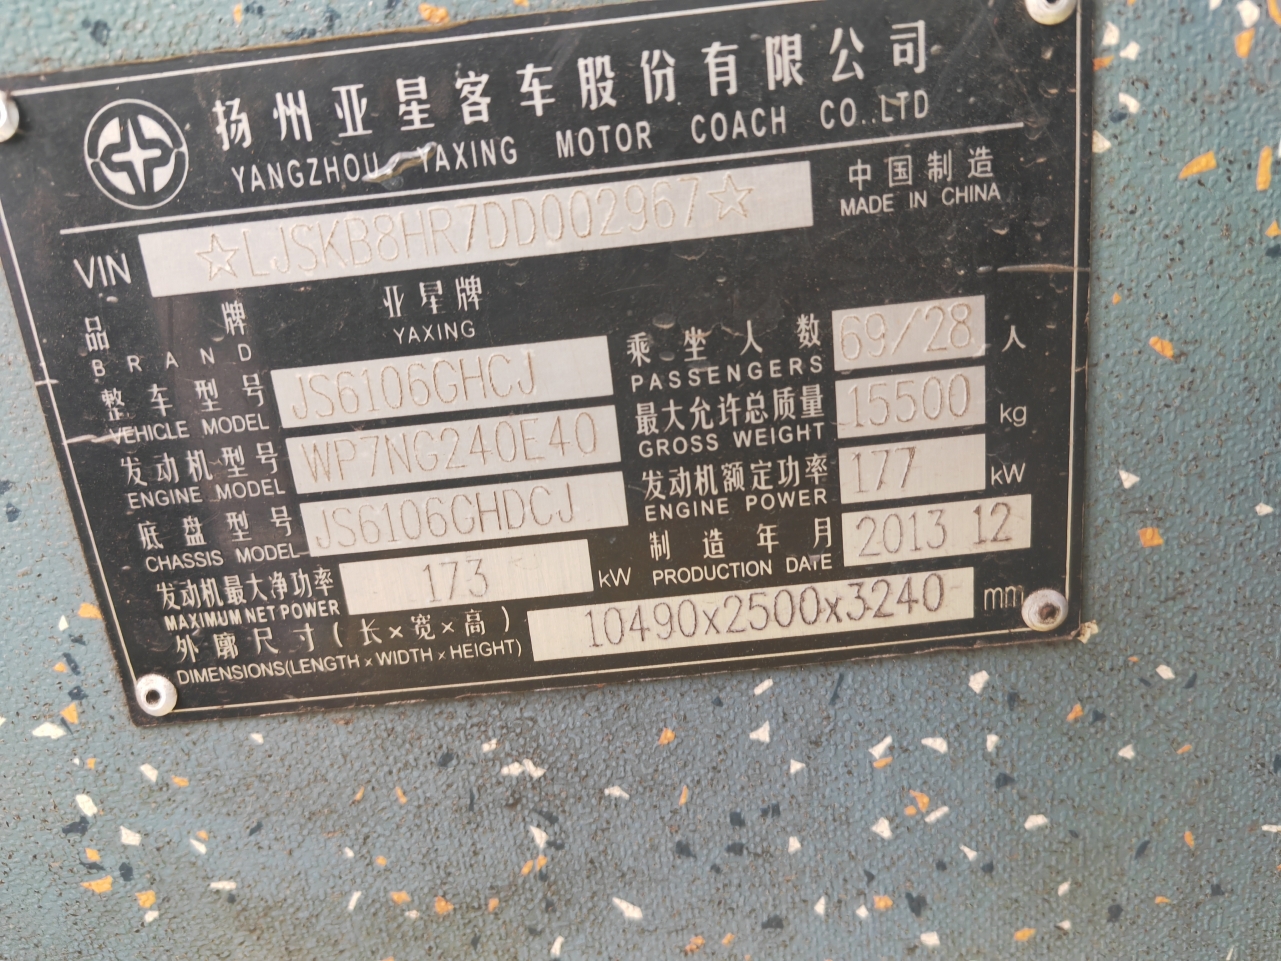 扬州亚星客车股份有限公司
YANGZHOU YAXING MOTOR COACH CO.,LTD
中国制造
MADE IN CHINA
VIN ☆LJSKB8HR7DD002967☆
品牌 亚星牌
BRAND YAXING
乘坐人数 69/28 人
PASSENGERS
整车型号 JS6106GHCJ
VEHICLE MODEL
最大允许总质量 15500 kg
GROSS WEIGHT
发动机型号 WP7NG240E40
ENGINE MODEL
发动机额定功率 177 kW
ENGINE POWER
底盘型号 JS6106GHDCJ
CHASSIS MODEL
制造年月 2013 12
PRODUCTION DATE
发动机最大净功率 173 kW
MAXIMUM NET POWER
外廓尺寸(长×宽×高) 10490x2500x3240 mm
DIMENSIONS(LENGTH×WIDTH×HEIGHT)